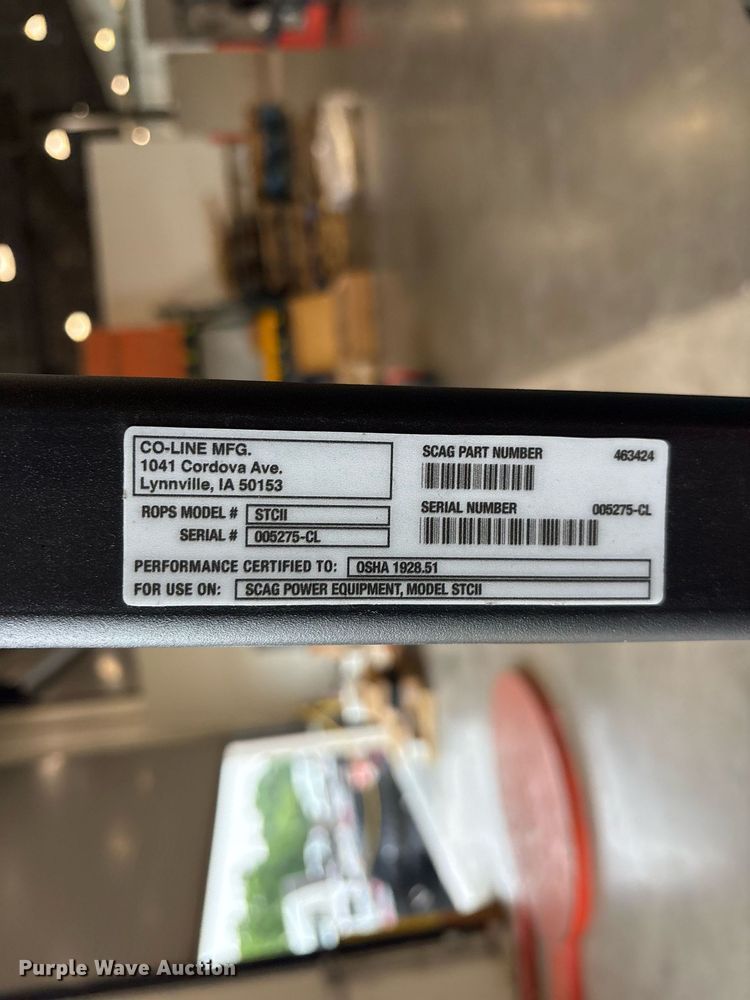 CO-LINE MFG.
1041 Cordova Ave.
Lynnville, IA 50153
ROPS MODEL # STCII
SERIAL # 005275-CL
SCAG PART NUMBER 463424
SERIAL NUMBER 005275-CL
PERFORMANCE CERTIFIED TO: OSHA 1928.51
FOR USE ON: SCAG POWER EQUIPMENT, MODEL STCII
Purple Wave Auction